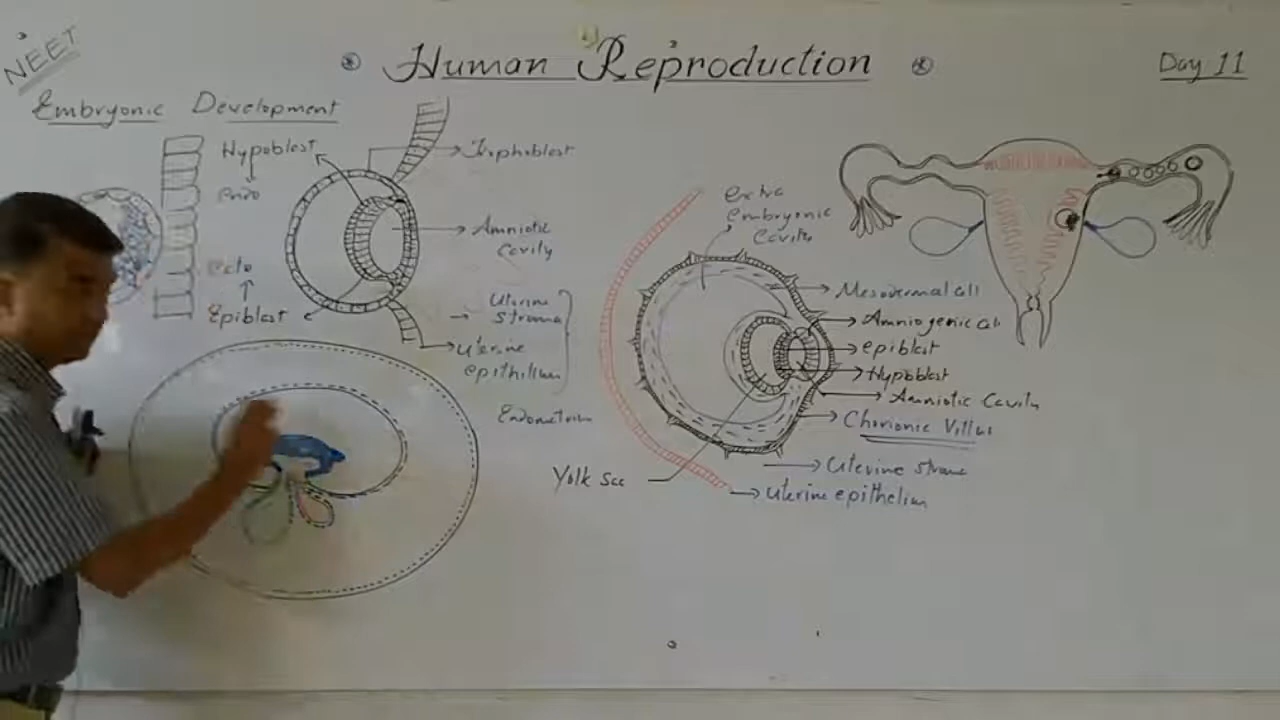 NEET
Human Reproduction
Day 11
Embryonic Development
Hypoblast
Endo
Ecto
Epiblast
Trophoblast
Amniotic
Cavity
Uterine
Stroma
Uterine
epithelium
Endometrium
extra
Embryonic
Cavity
Mesodermal cell
Amniogenic Cell
epiblast
Hypoblast
Amniotic Cavity
Chorionic Villus
Uterine stroma
Uterine epithelium
Yolk Sac